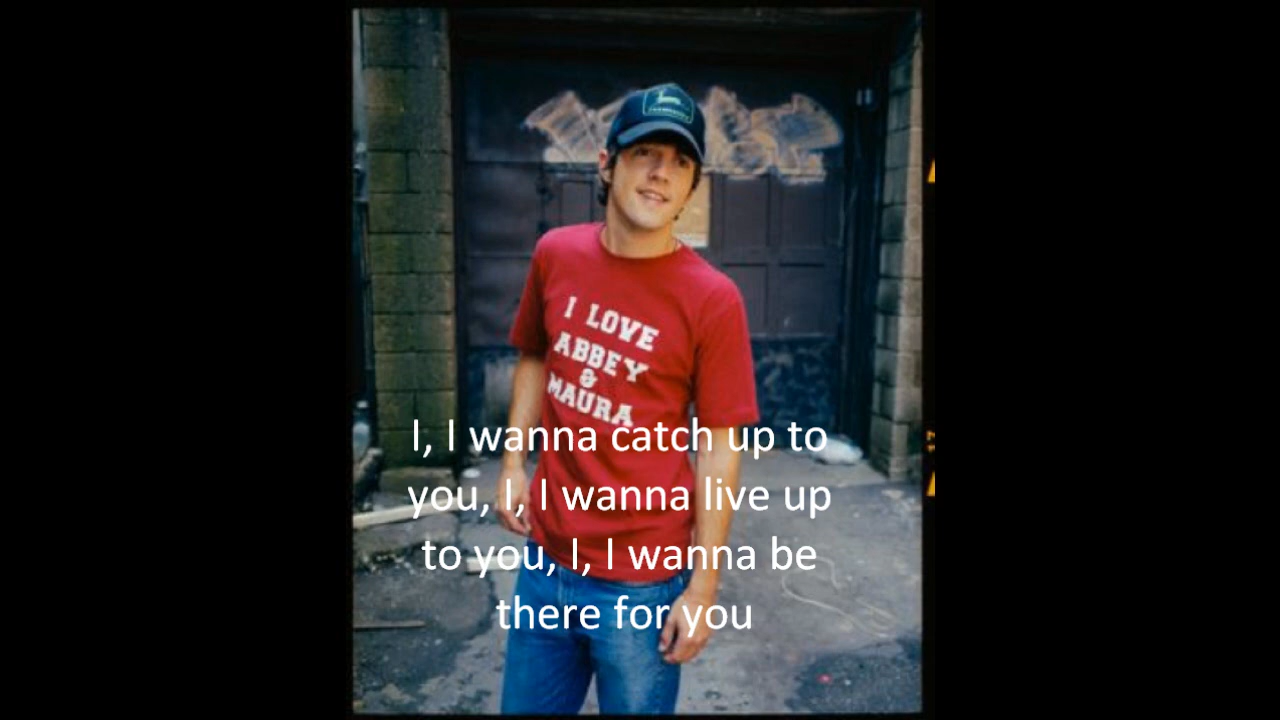 I LOVE
ABBEY
&
MAURA
I, I wanna catch up to
you, I, I wanna live up
to you, I, I wanna be
there for you